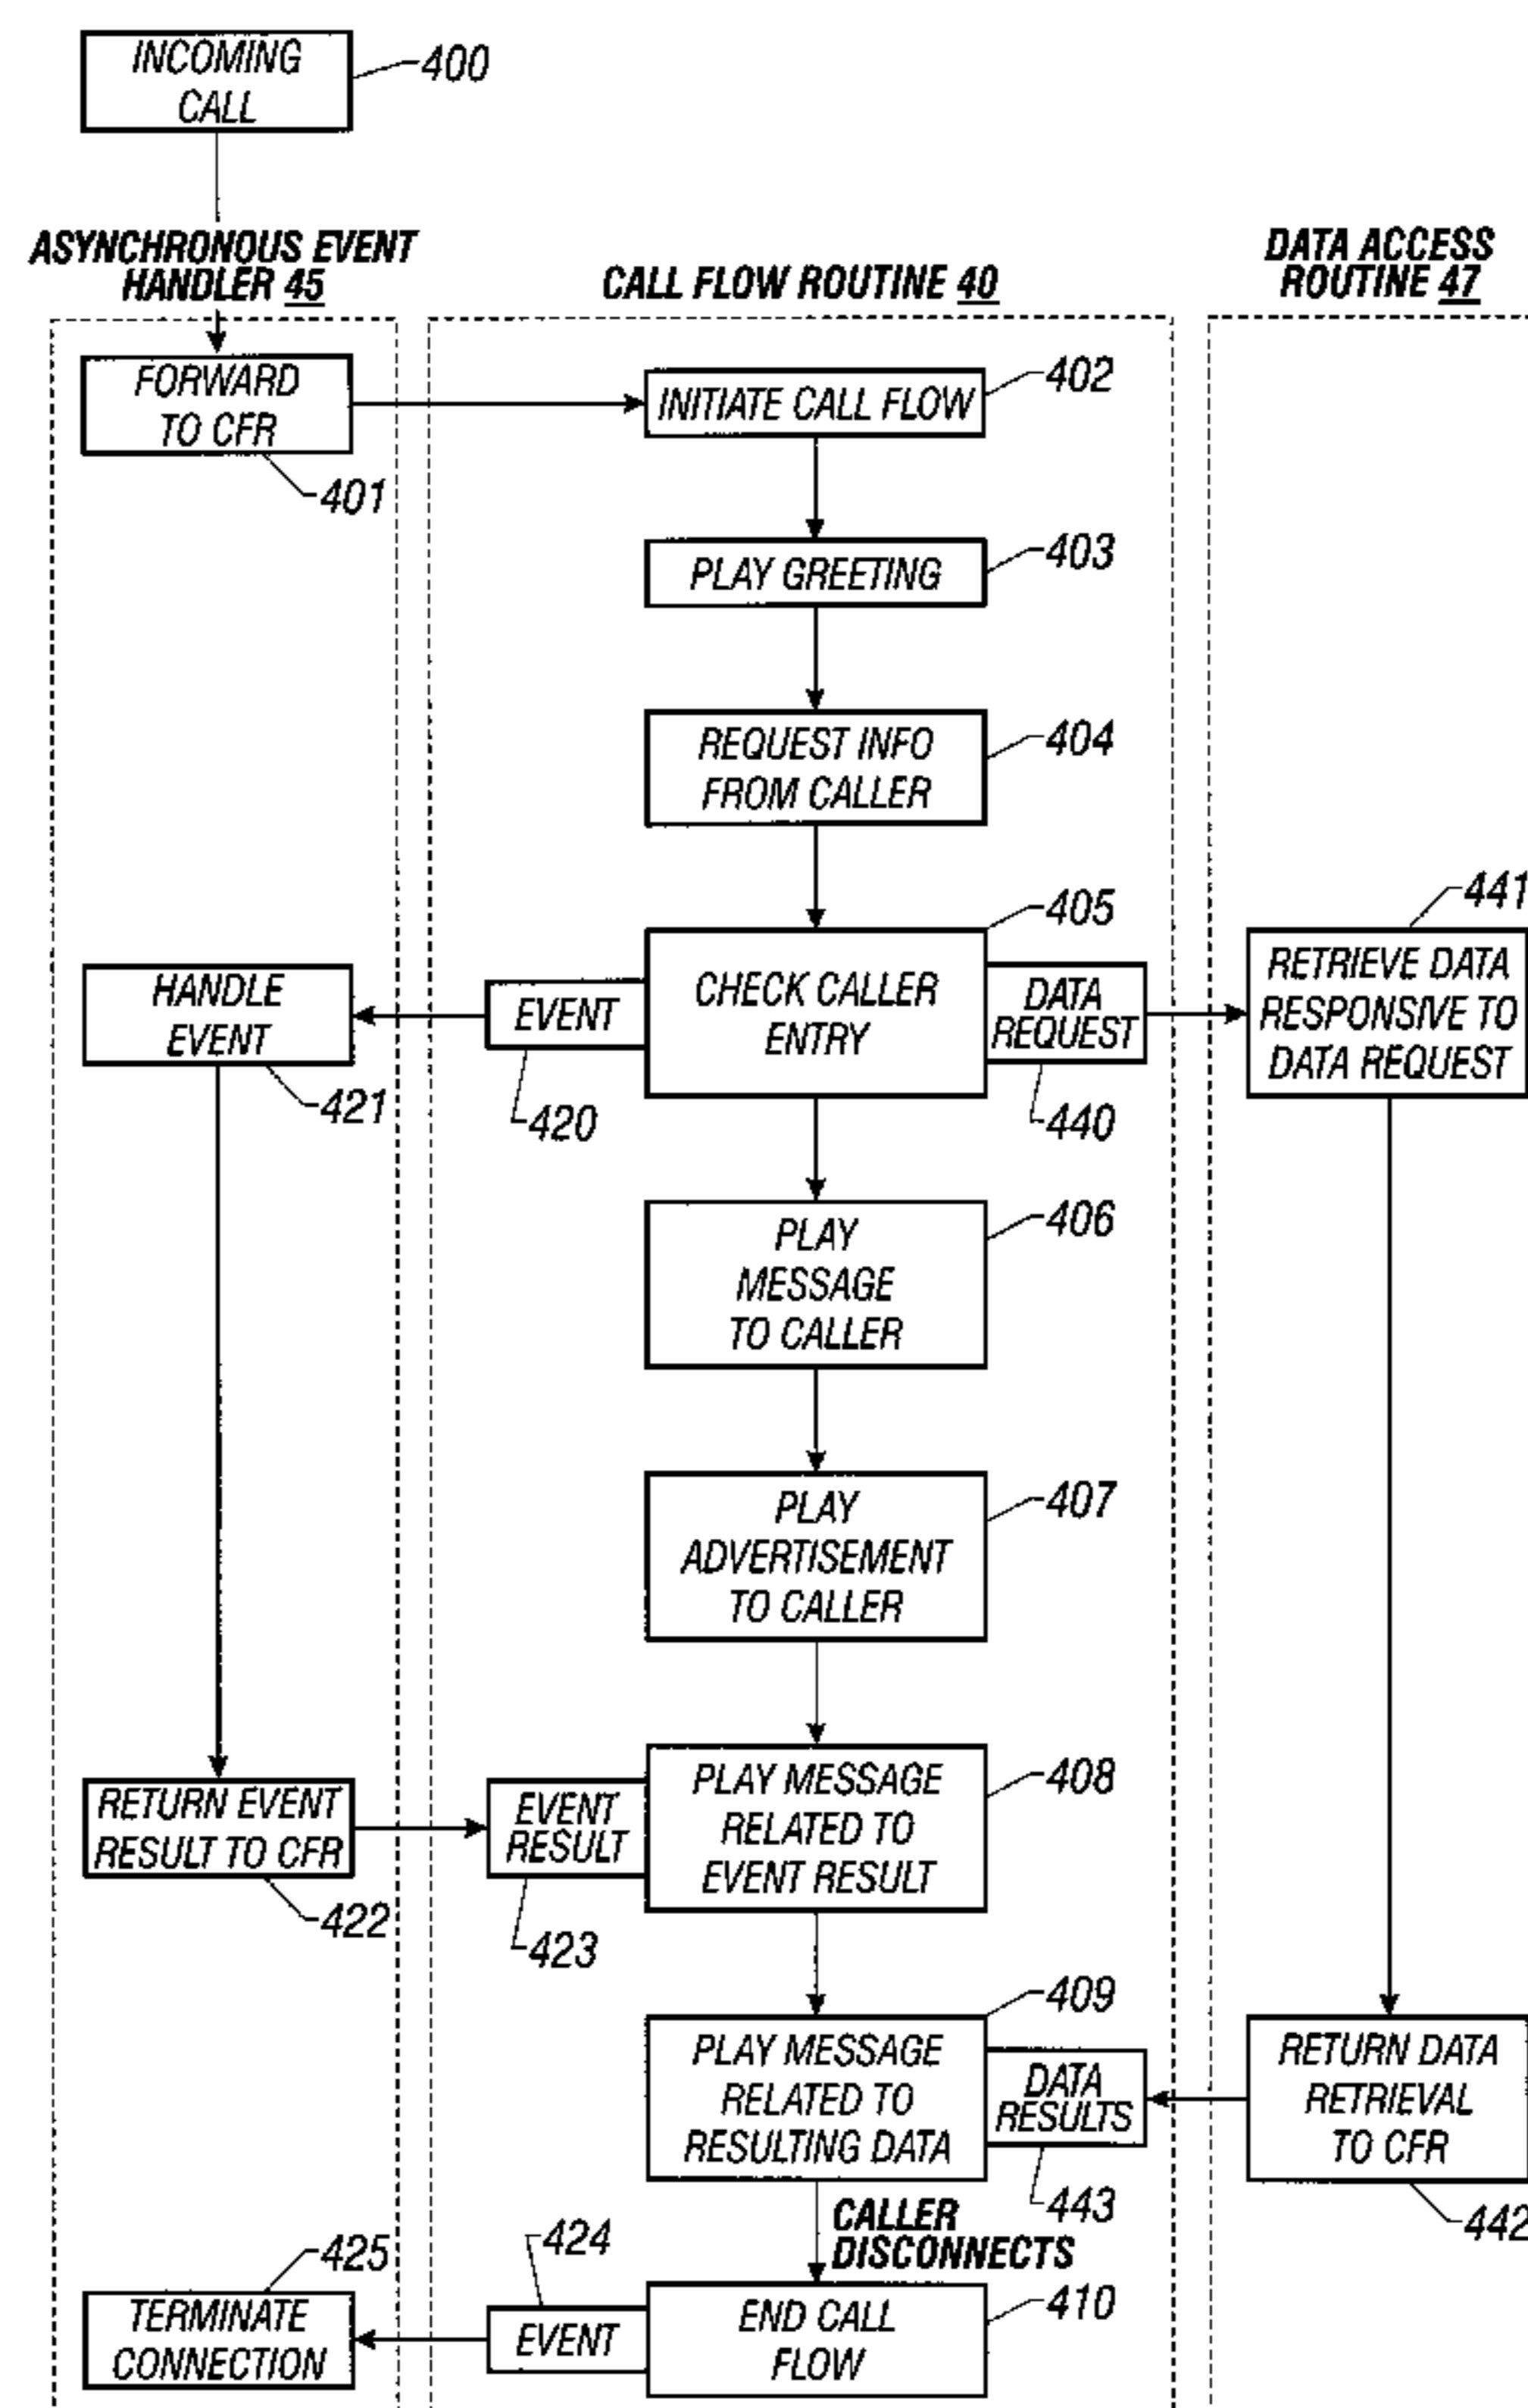 INCOMING
CALL
400
ASYNCHRONOUS EVENT
HANDLER 45
CALL FLOW ROUTINE 40
DATA ACCESS
ROUTINE 47
FORWARD
TO CFR
401
INITIATE CALL FLOW
402
PLAY GREETING
403
REQUEST INFO
FROM CALLER
404
CHECK CALLER
ENTRY
405
EVENT
420
HANDLE
EVENT
421
DATA
REQUEST
440
RETRIEVE DATA
RESPONSIVE TO
DATA REQUEST
441
PLAY
MESSAGE
TO CALLER
406
PLAY
ADVERTISEMENT
TO CALLER
407
RETURN EVENT
RESULT TO CFR
422
EVENT
RESULT
423
PLAY MESSAGE
RELATED TO
EVENT RESULT
408
PLAY MESSAGE
RELATED TO
RESULTING DATA
409
DATA
RESULTS
443
RETURN DATA
RETRIEVAL
TO CFR
442
CALLER
DISCONNECTS
END CALL
FLOW
410
EVENT
424
TERMINATE
CONNECTION
425